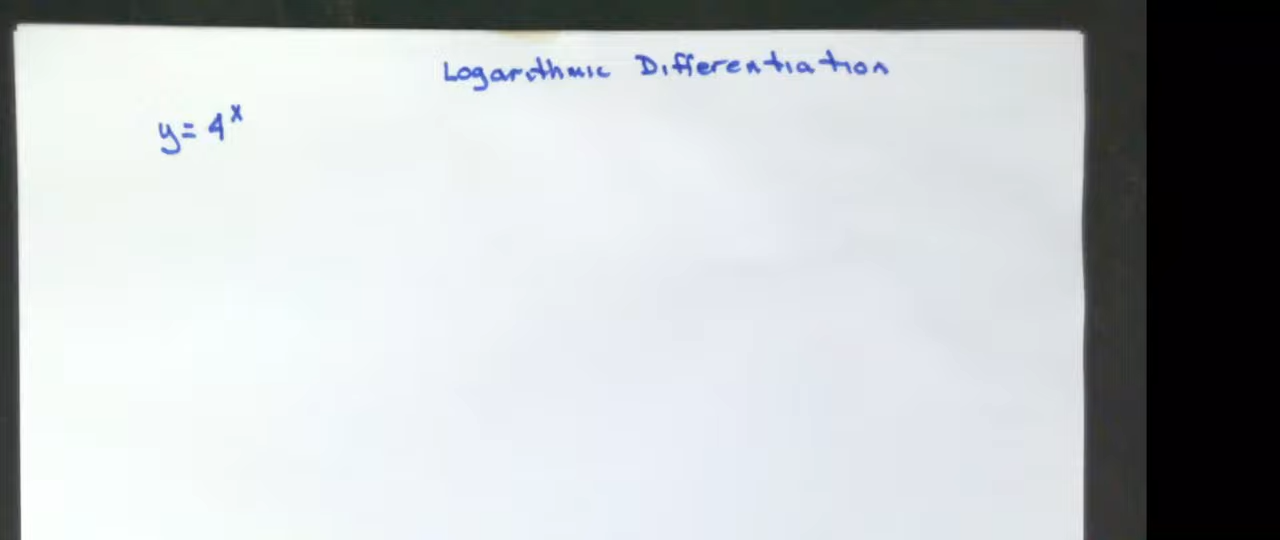 Logarithmic Differentiation
y = 4^x